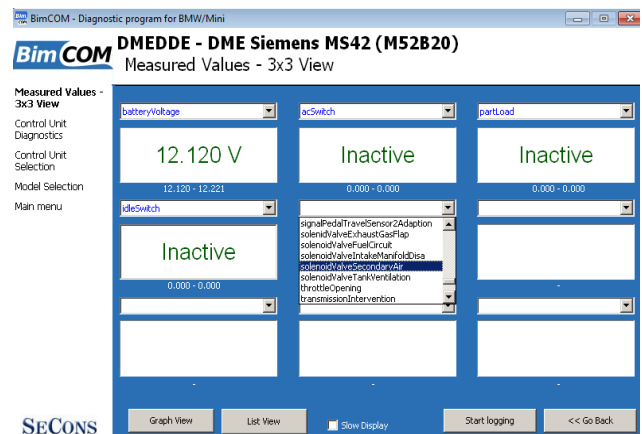 BimCOM - Diagnostic program for BMW/Mini
BimCOM
DMEDDE - DME Siemens MS42 (M52B20)
Measured Values - 3x3 View
Measured Values -
3x3 View
Control Unit
Diagnostics
Control Unit
Selection
Model Selection
Main menu
batteryVoltage
acSwitch
partLoad
12.120 V
Inactive
Inactive
12.120 - 12.221
0.000 - 0.000
0.000 - 0.000
idleSwitch
signalPedalTravelSensor2Adaption
solenidValveExhaustGasFlap
solenoidValveFuelCircuit
solenoidValveIntakeManifoldDisa
solenoidValveSecondaryAir
solenoidValveTankVentilation
throttleOpening
transmissionIntervention
Inactive
0.000 - 0.000
-
-
-
-
SECONS
Graph View
List View
Slow Display
Start logging
<< Go Back